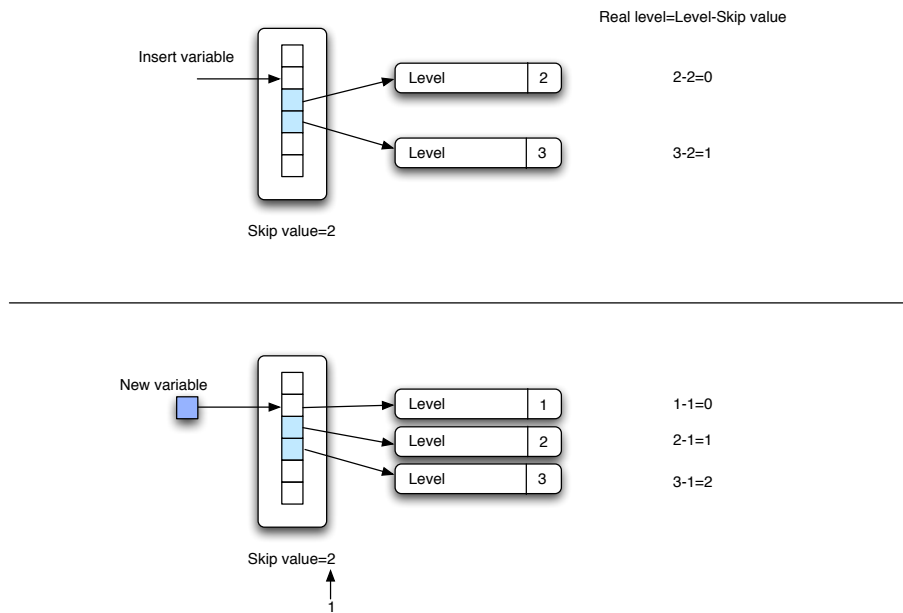 Real level=Level-Skip value
Insert variable
Level 2 2-2=0
Level 3 3-2=1
Skip value=2
New variable
Level 1 1-1=0
Level 2 2-1=1
Level 3 3-1=2
Skip value=2
1